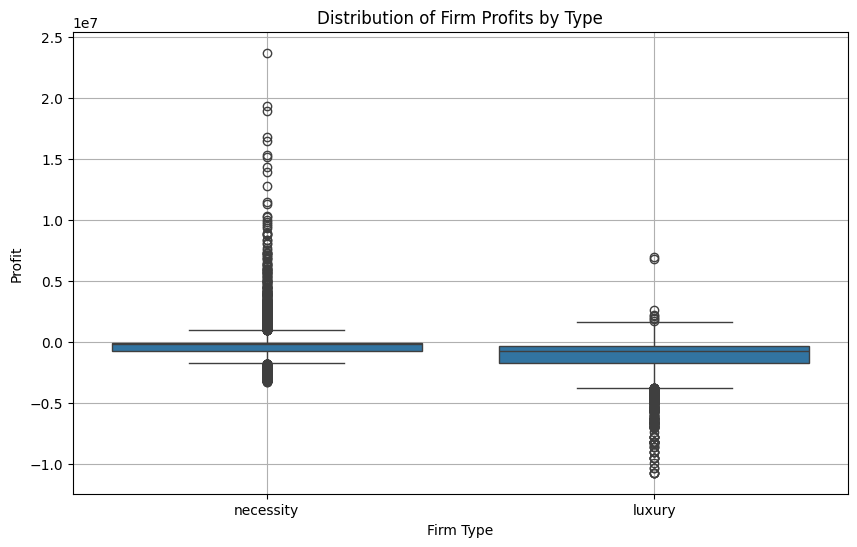 Distribution of Firm Profits by Type
1e7
2.5
2.0
1.5
1.0
0.5
0.0
−0.5
−1.0
Profit
necessity luxury
Firm Type